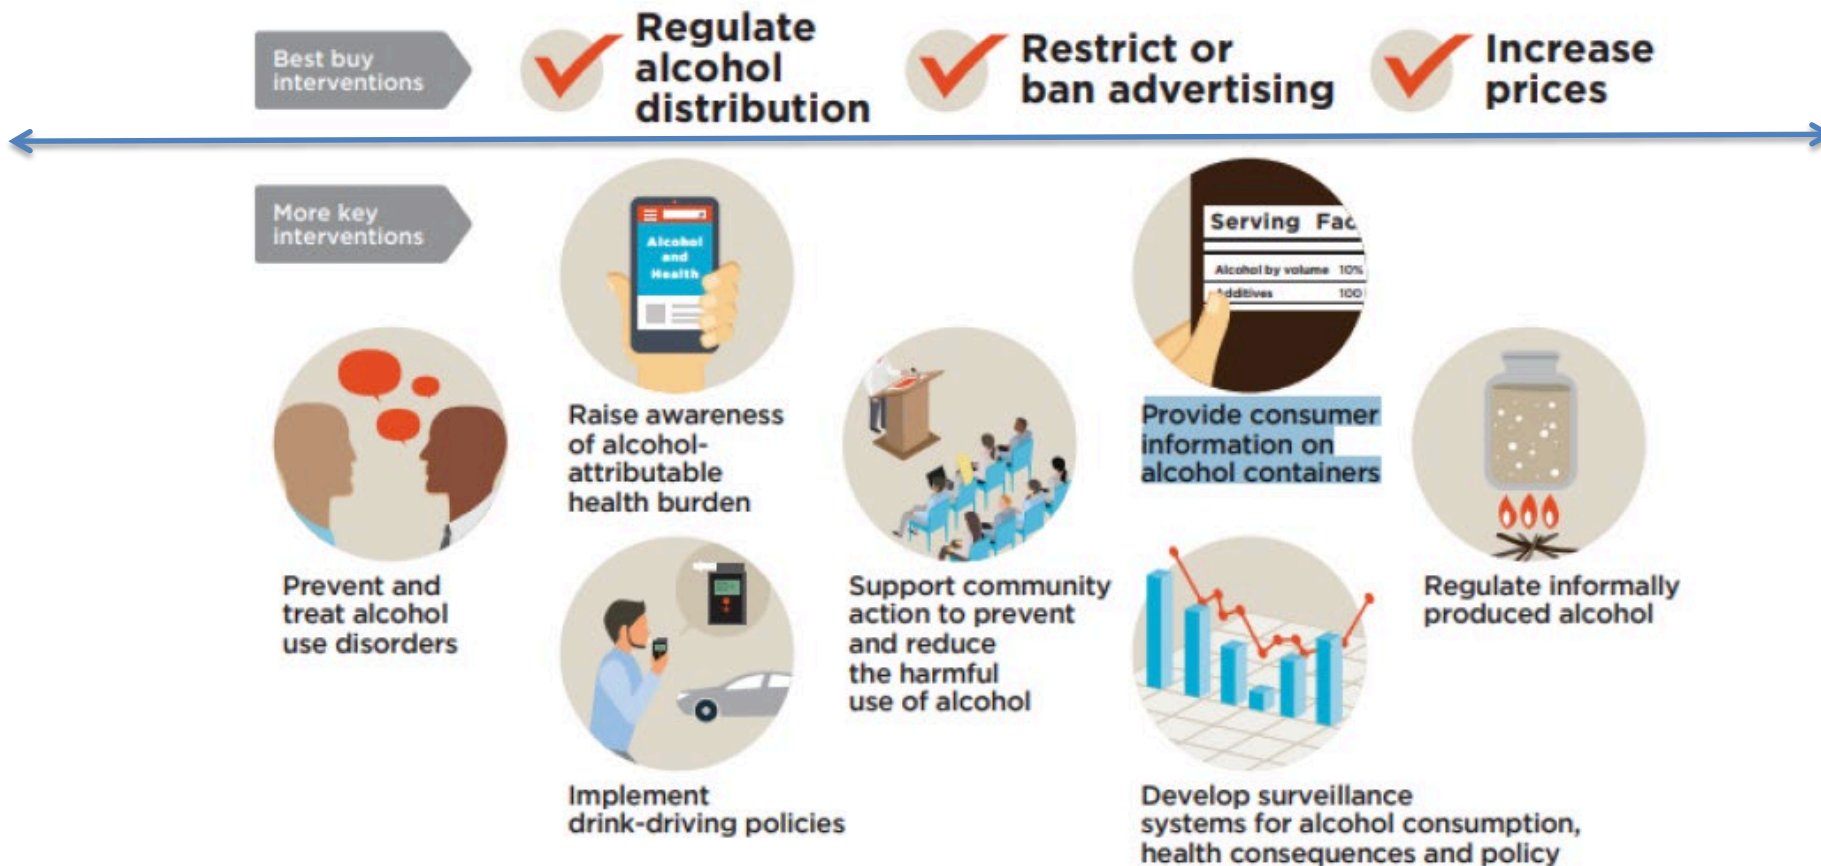 Best buy
interventions
Regulate
alcohol
distribution
Restrict or
ban advertising
Increase
prices
More key
interventions
Alcohol
and
Health
Serving Fac
Alcohol by volume 10%
Additives 100
Prevent and
treat alcohol
use disorders
Raise awareness
of alcohol-
attributable
health burden
Implement
drink-driving policies
Support community
action to prevent
and reduce
the harmful
use of alcohol
Provide consumer
information on
alcohol containers
Develop surveillance
systems for alcohol consumption,
health consequences and policy
Regulate informally
produced alcohol